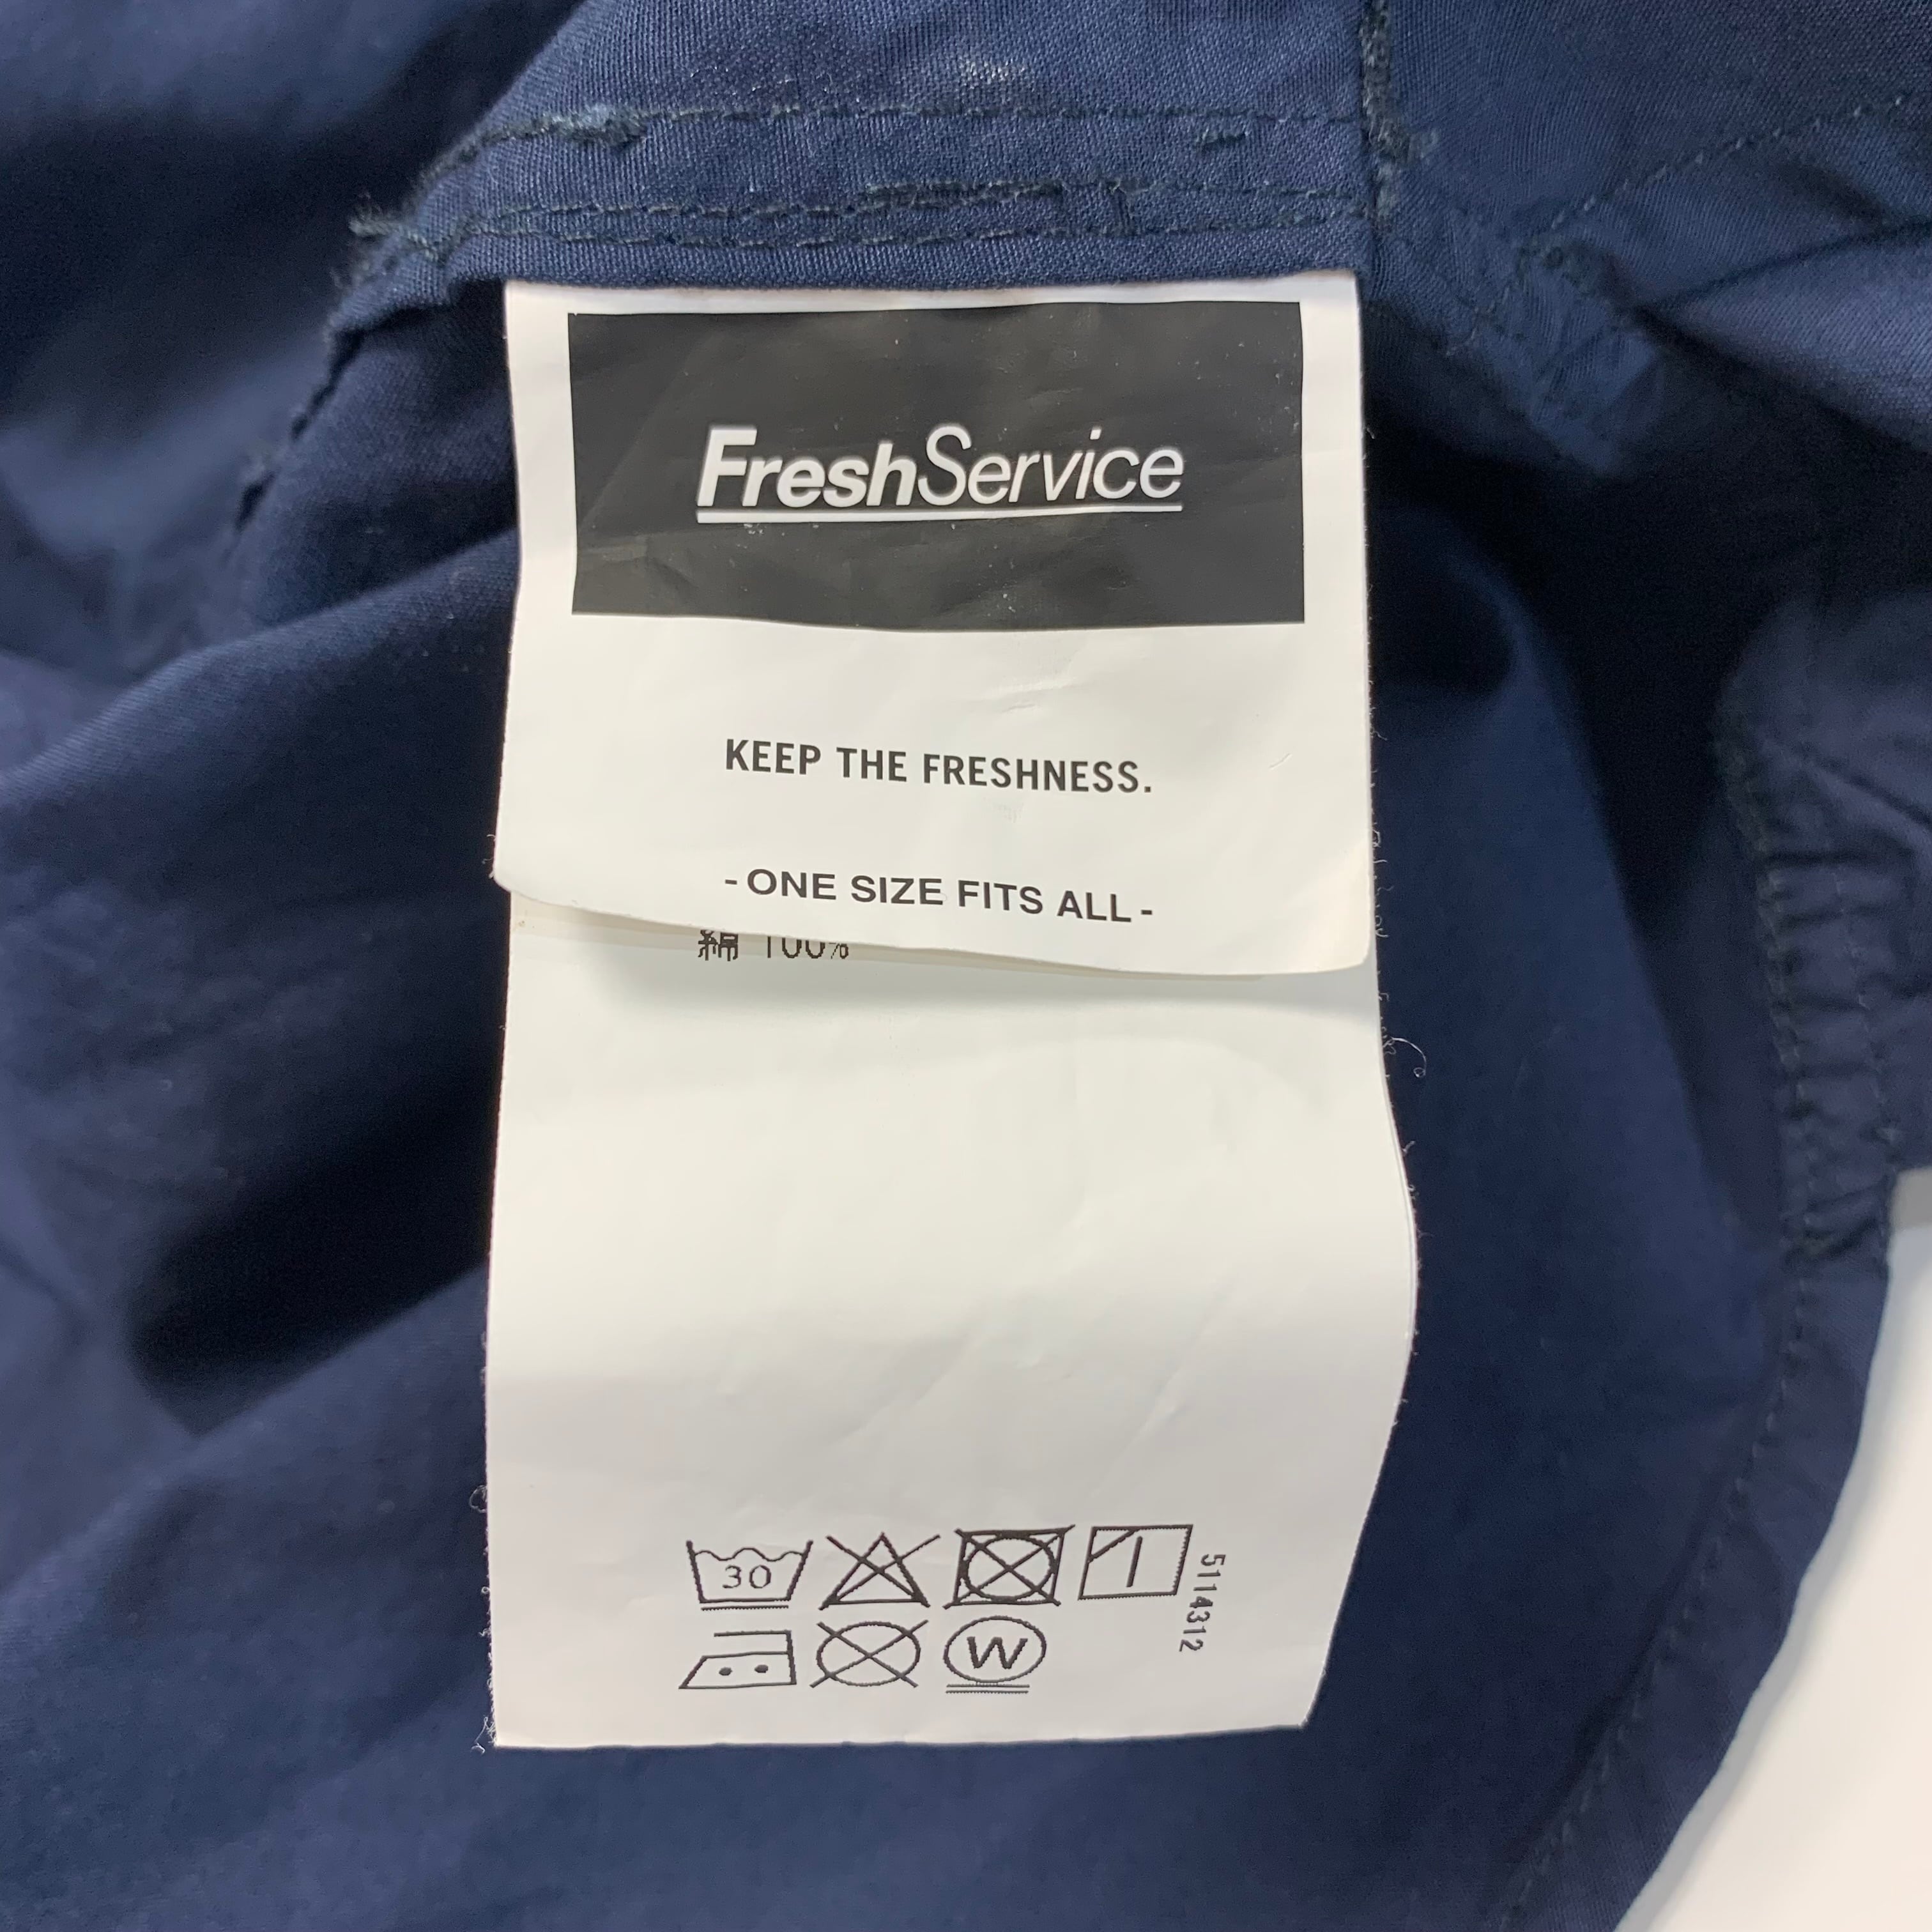 FreshService
KEEP THE FRESHNESS.
- ONE SIZE FITS ALL -
綿 100%
30
5114312
W